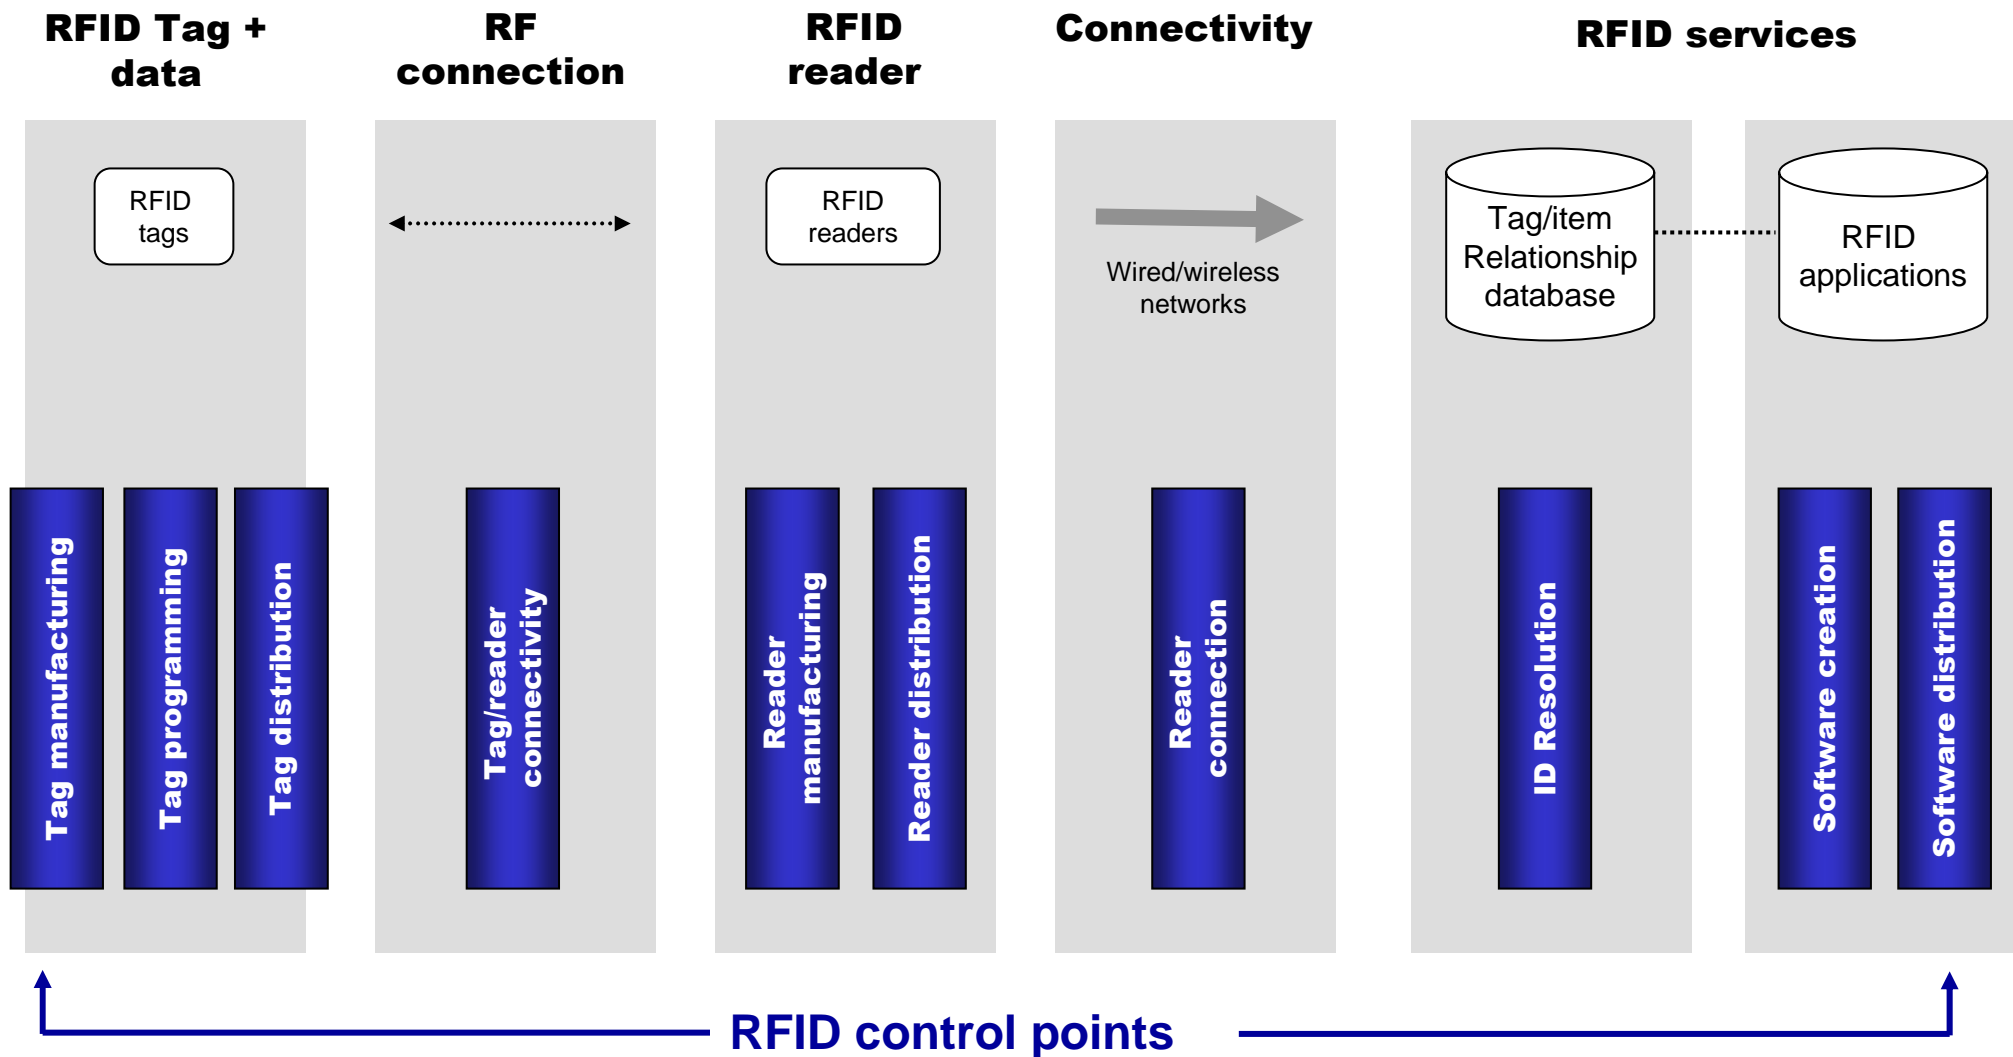 RFID Tag +
data
RF
connection
RFID
reader
Connectivity
RFID services
RFID
tags
RFID
readers
Wired/wireless
networks
Tag/item
Relationship
database
RFID
applications
Tag manufacturing
Tag programming
Tag distribution
Tag/reader
connectivity
Reader
manufacturing
Reader distribution
Reader
connection
ID Resolution
Software creation
Software distribution
RFID control points